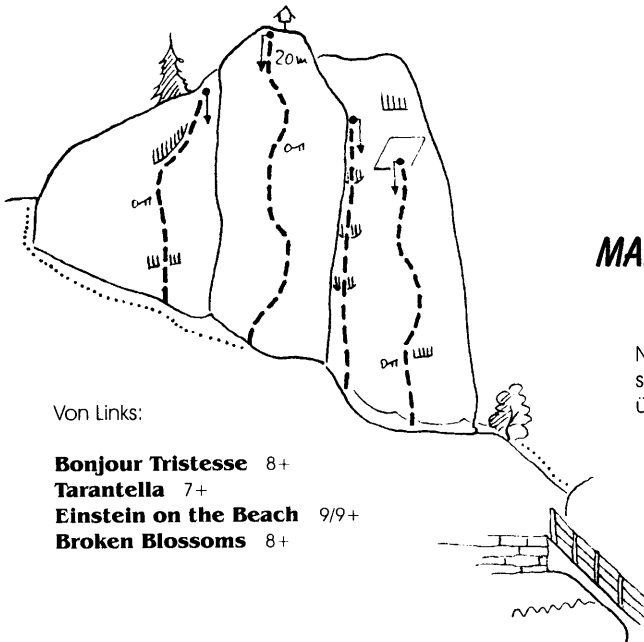 20m
MA
N
s
ü
Von Links:
Bonjour Tristesse 8+
Tarantella 7+
Einstein on the Beach 9/9+
Broken Blossoms 8+